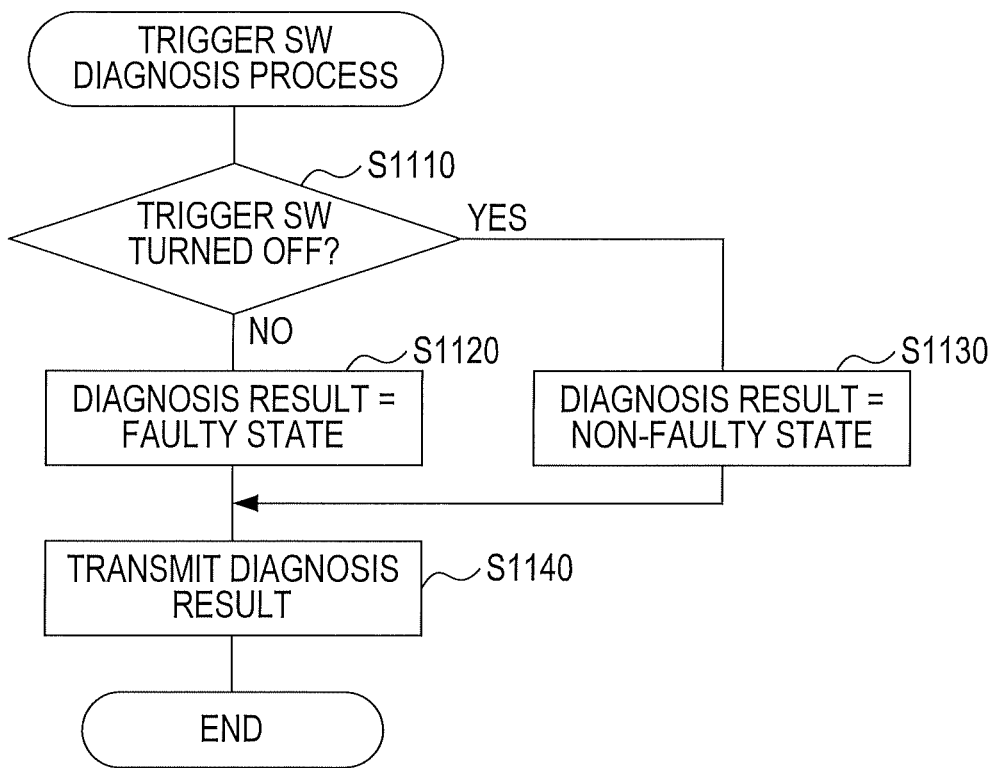 TRIGGER SW
DIAGNOSIS PROCESS
S1110
TRIGGER SW
TURNED OFF?
YES
NO
S1120
DIAGNOSIS RESULT =
FAULTY STATE
S1130
DIAGNOSIS RESULT =
NON-FAULTY STATE
TRANSMIT DIAGNOSIS
RESULT
S1140
END